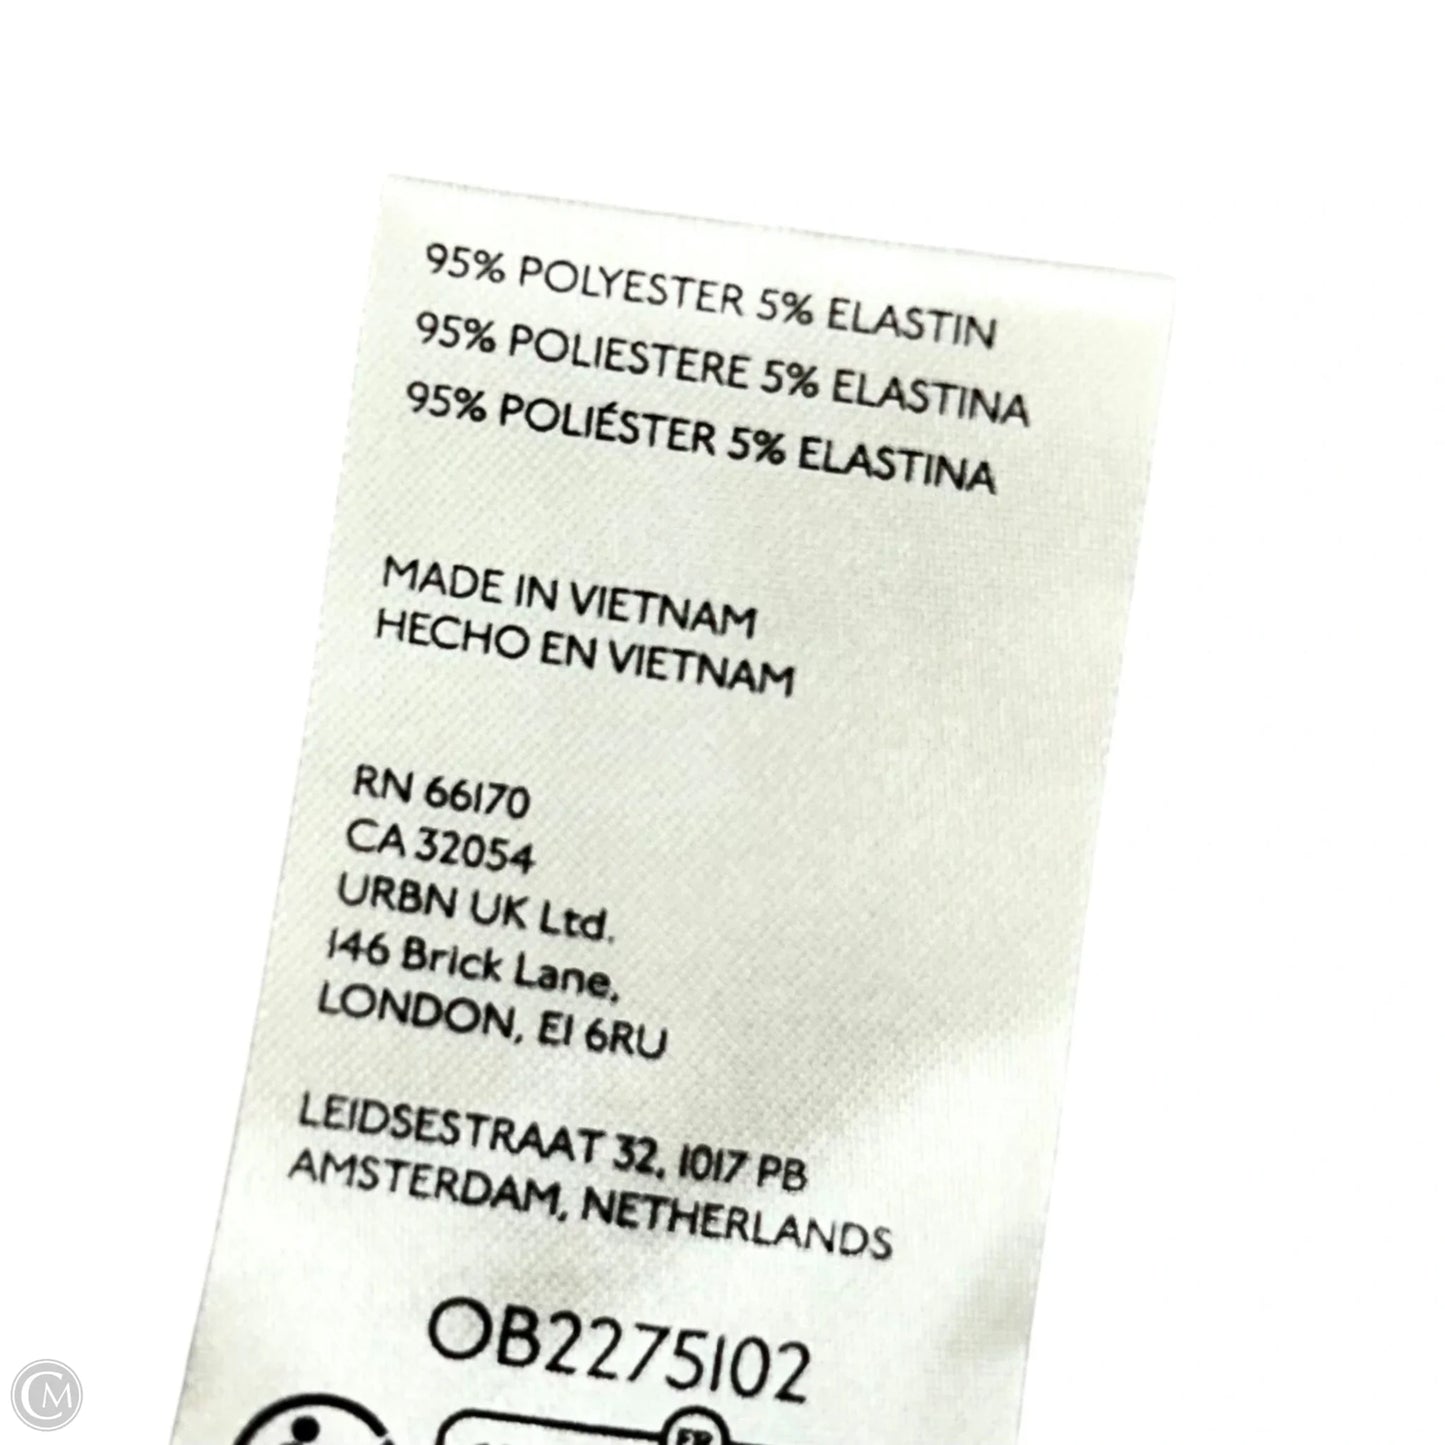 95% POLYESTER 5% ELASTIN
95% POLIESTERE 5% ELASTINA
95% POLIÉSTER 5% ELASTINA
MADE IN VIETNAM
HECHO EN VIETNAM
RN 66170
CA 32054
URBN UK Ltd.
146 Brick Lane,
LONDON, E1 6RU
LEIDSESTRAAT 32, 1017 PB
AMSTERDAM, NETHERLANDS
OB2275102
FR
CM